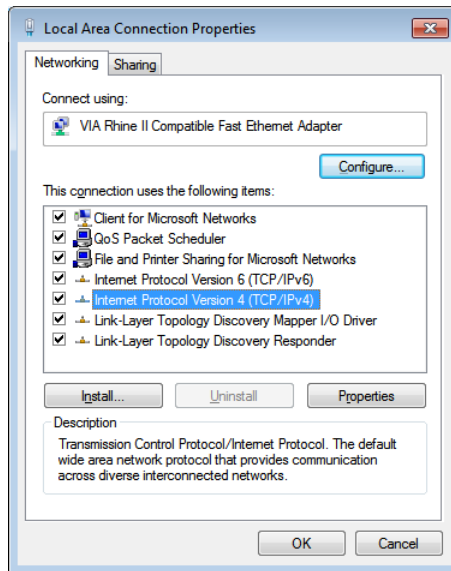 Local Area Connection Properties
Networking
Sharing
Connect using:
VIA Rhine II Compatible Fast Ethernet Adapter
Configure...
This connection uses the following items:
Client for Microsoft Networks
QoS Packet Scheduler
File and Printer Sharing for Microsoft Networks
Internet Protocol Version 6 (TCP/IPv6)
Internet Protocol Version 4 (TCP/IPv4)
Link-Layer Topology Discovery Mapper I/O Driver
Link-Layer Topology Discovery Responder
Install...
Uninstall
Properties
Description
Transmission Control Protocol/Internet Protocol. The default
wide area network protocol that provides communication
across diverse interconnected networks.
OK
Cancel